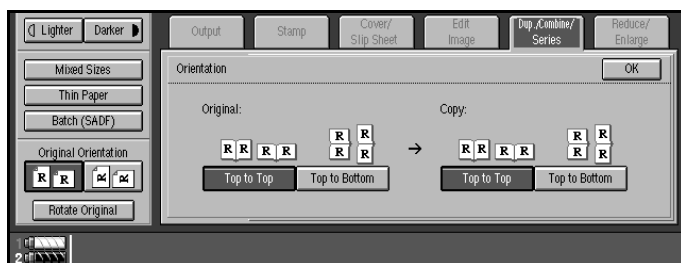 Lighter Darker
Mixed Sizes
Thin Paper
Batch (SADF)
Original Orientation
R R R R
Rotate Original
1
2
Output
Stamp
Cover/
Slip Sheet
Edit
Image
Dup./Combine/
Series
Reduce/
Enlarge
Orientation
OK
Original:
R R R R
R R
R R
Top to Top Top to Bottom
→
Copy:
R R R R
R R
R R
Top to Top Top to Bottom